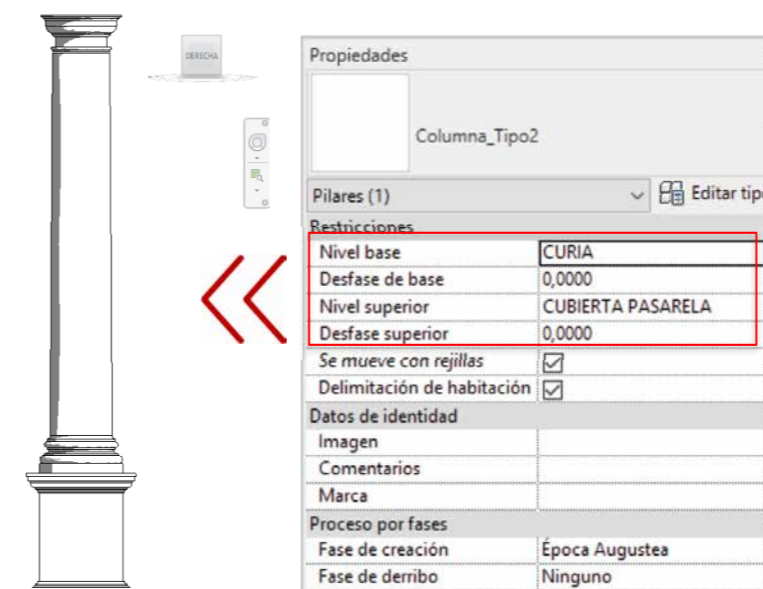 DERECHA
Propiedades
Columna_Tipo2
Pilares (1)
Editar tipo
Restricciones
Nivel base CURIA
Desfase de base 0,0000
Nivel superior CUBIERTA PASARELA
Desfase superior 0,0000
Se mueve con rejillas
Delimitación de habitación
Datos de identidad
Imagen
Comentarios
Marca
Proceso por fases
Fase de creación Época Augustea
Fase de derribo Ninguno